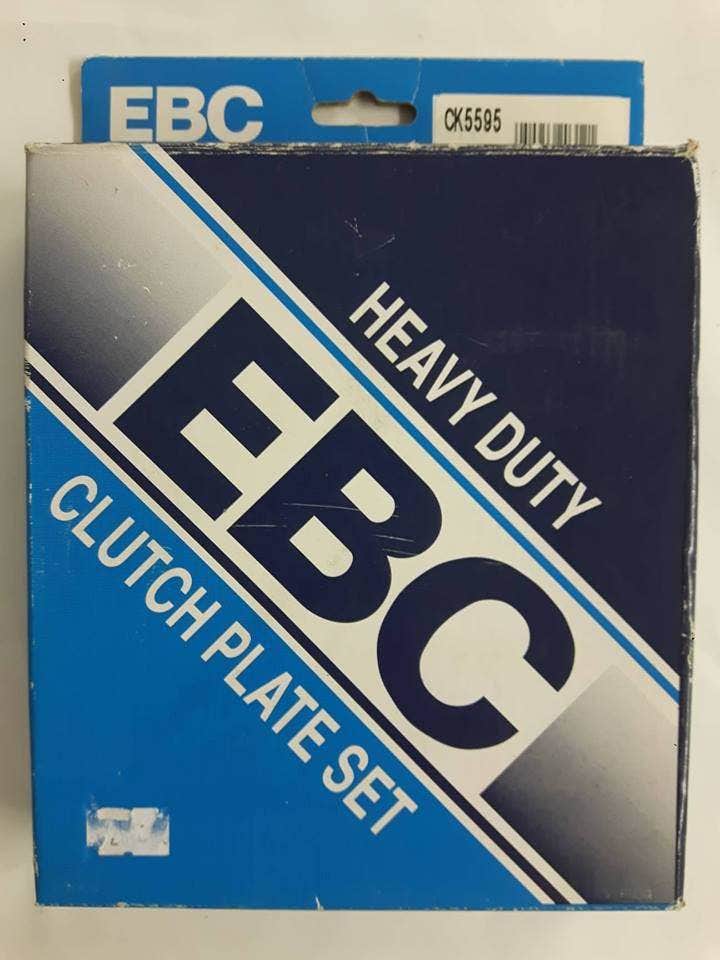 EBC
CK5595
HEAVY DUTY
EBC
CLUTCH PLATE SET